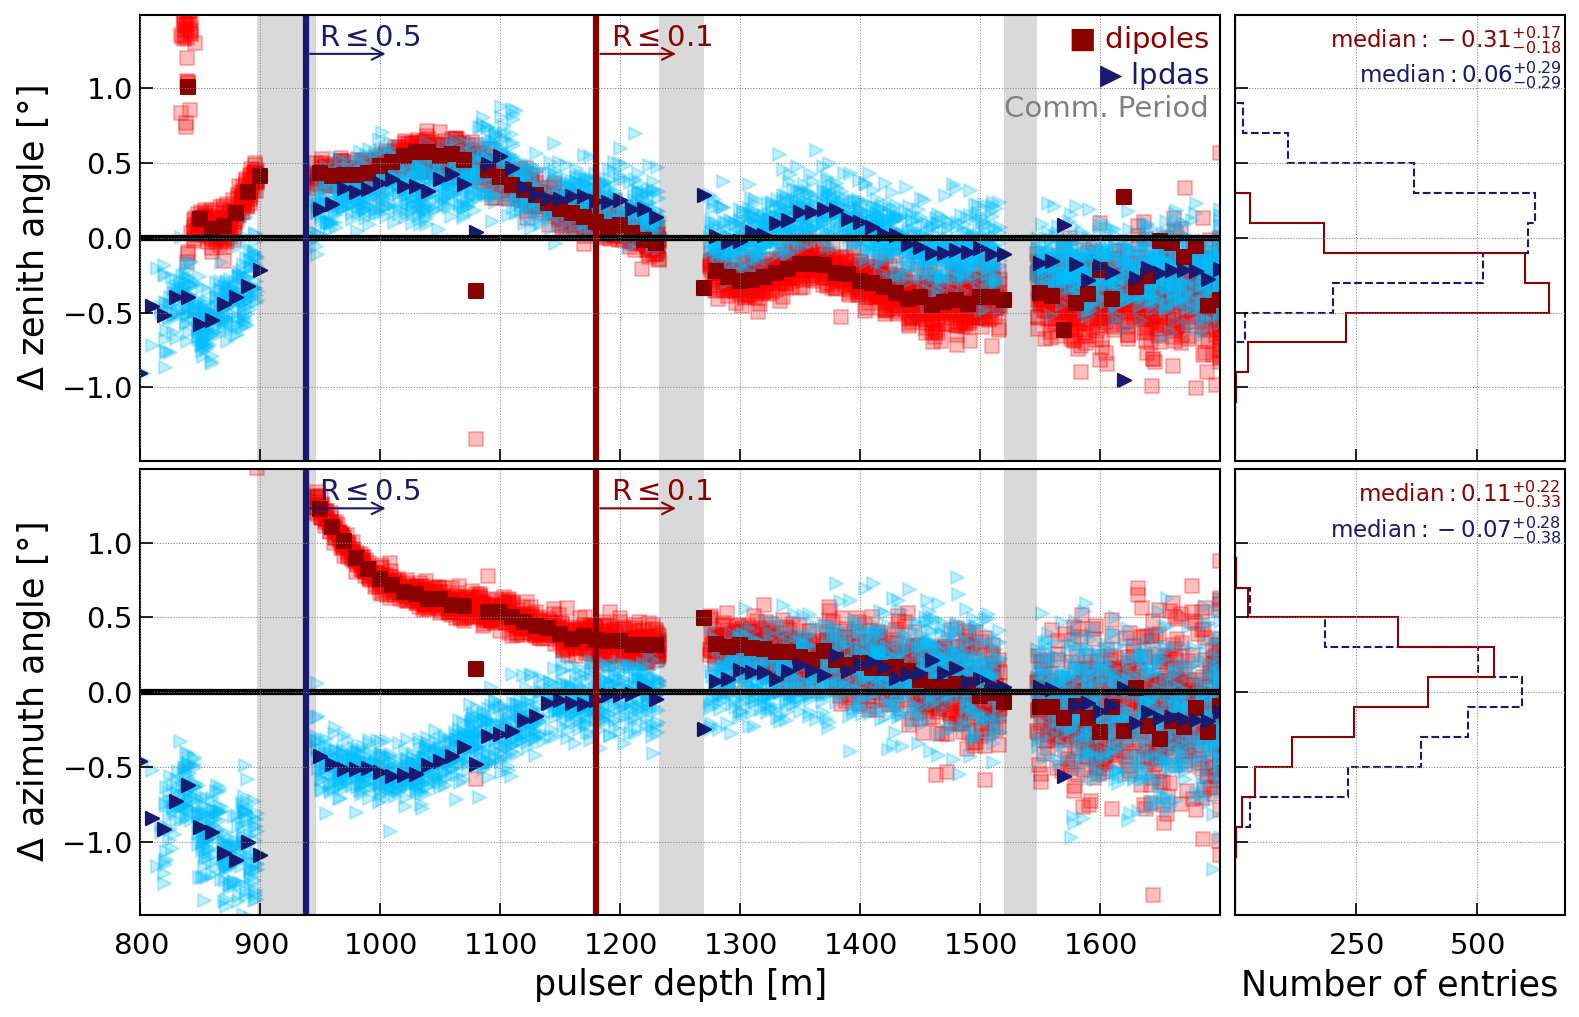 Δ zenith angle [°]
1.0
0.5
0.0
−0.5
−1.0
R ≤ 0.5
R ≤ 0.1
dipoles
lpdas
Comm. Period
median: −0.31 +0.17 −0.18
median: 0.06 +0.29 −0.29
Δ azimuth angle [°]
1.0
0.5
0.0
−0.5
−1.0
R ≤ 0.5
R ≤ 0.1
median: 0.11 +0.22 −0.33
median: −0.07 +0.28 −0.38
800 900 1000 1100 1200 1300 1400 1500 1600
250 500
pulser depth [m]
Number of entries